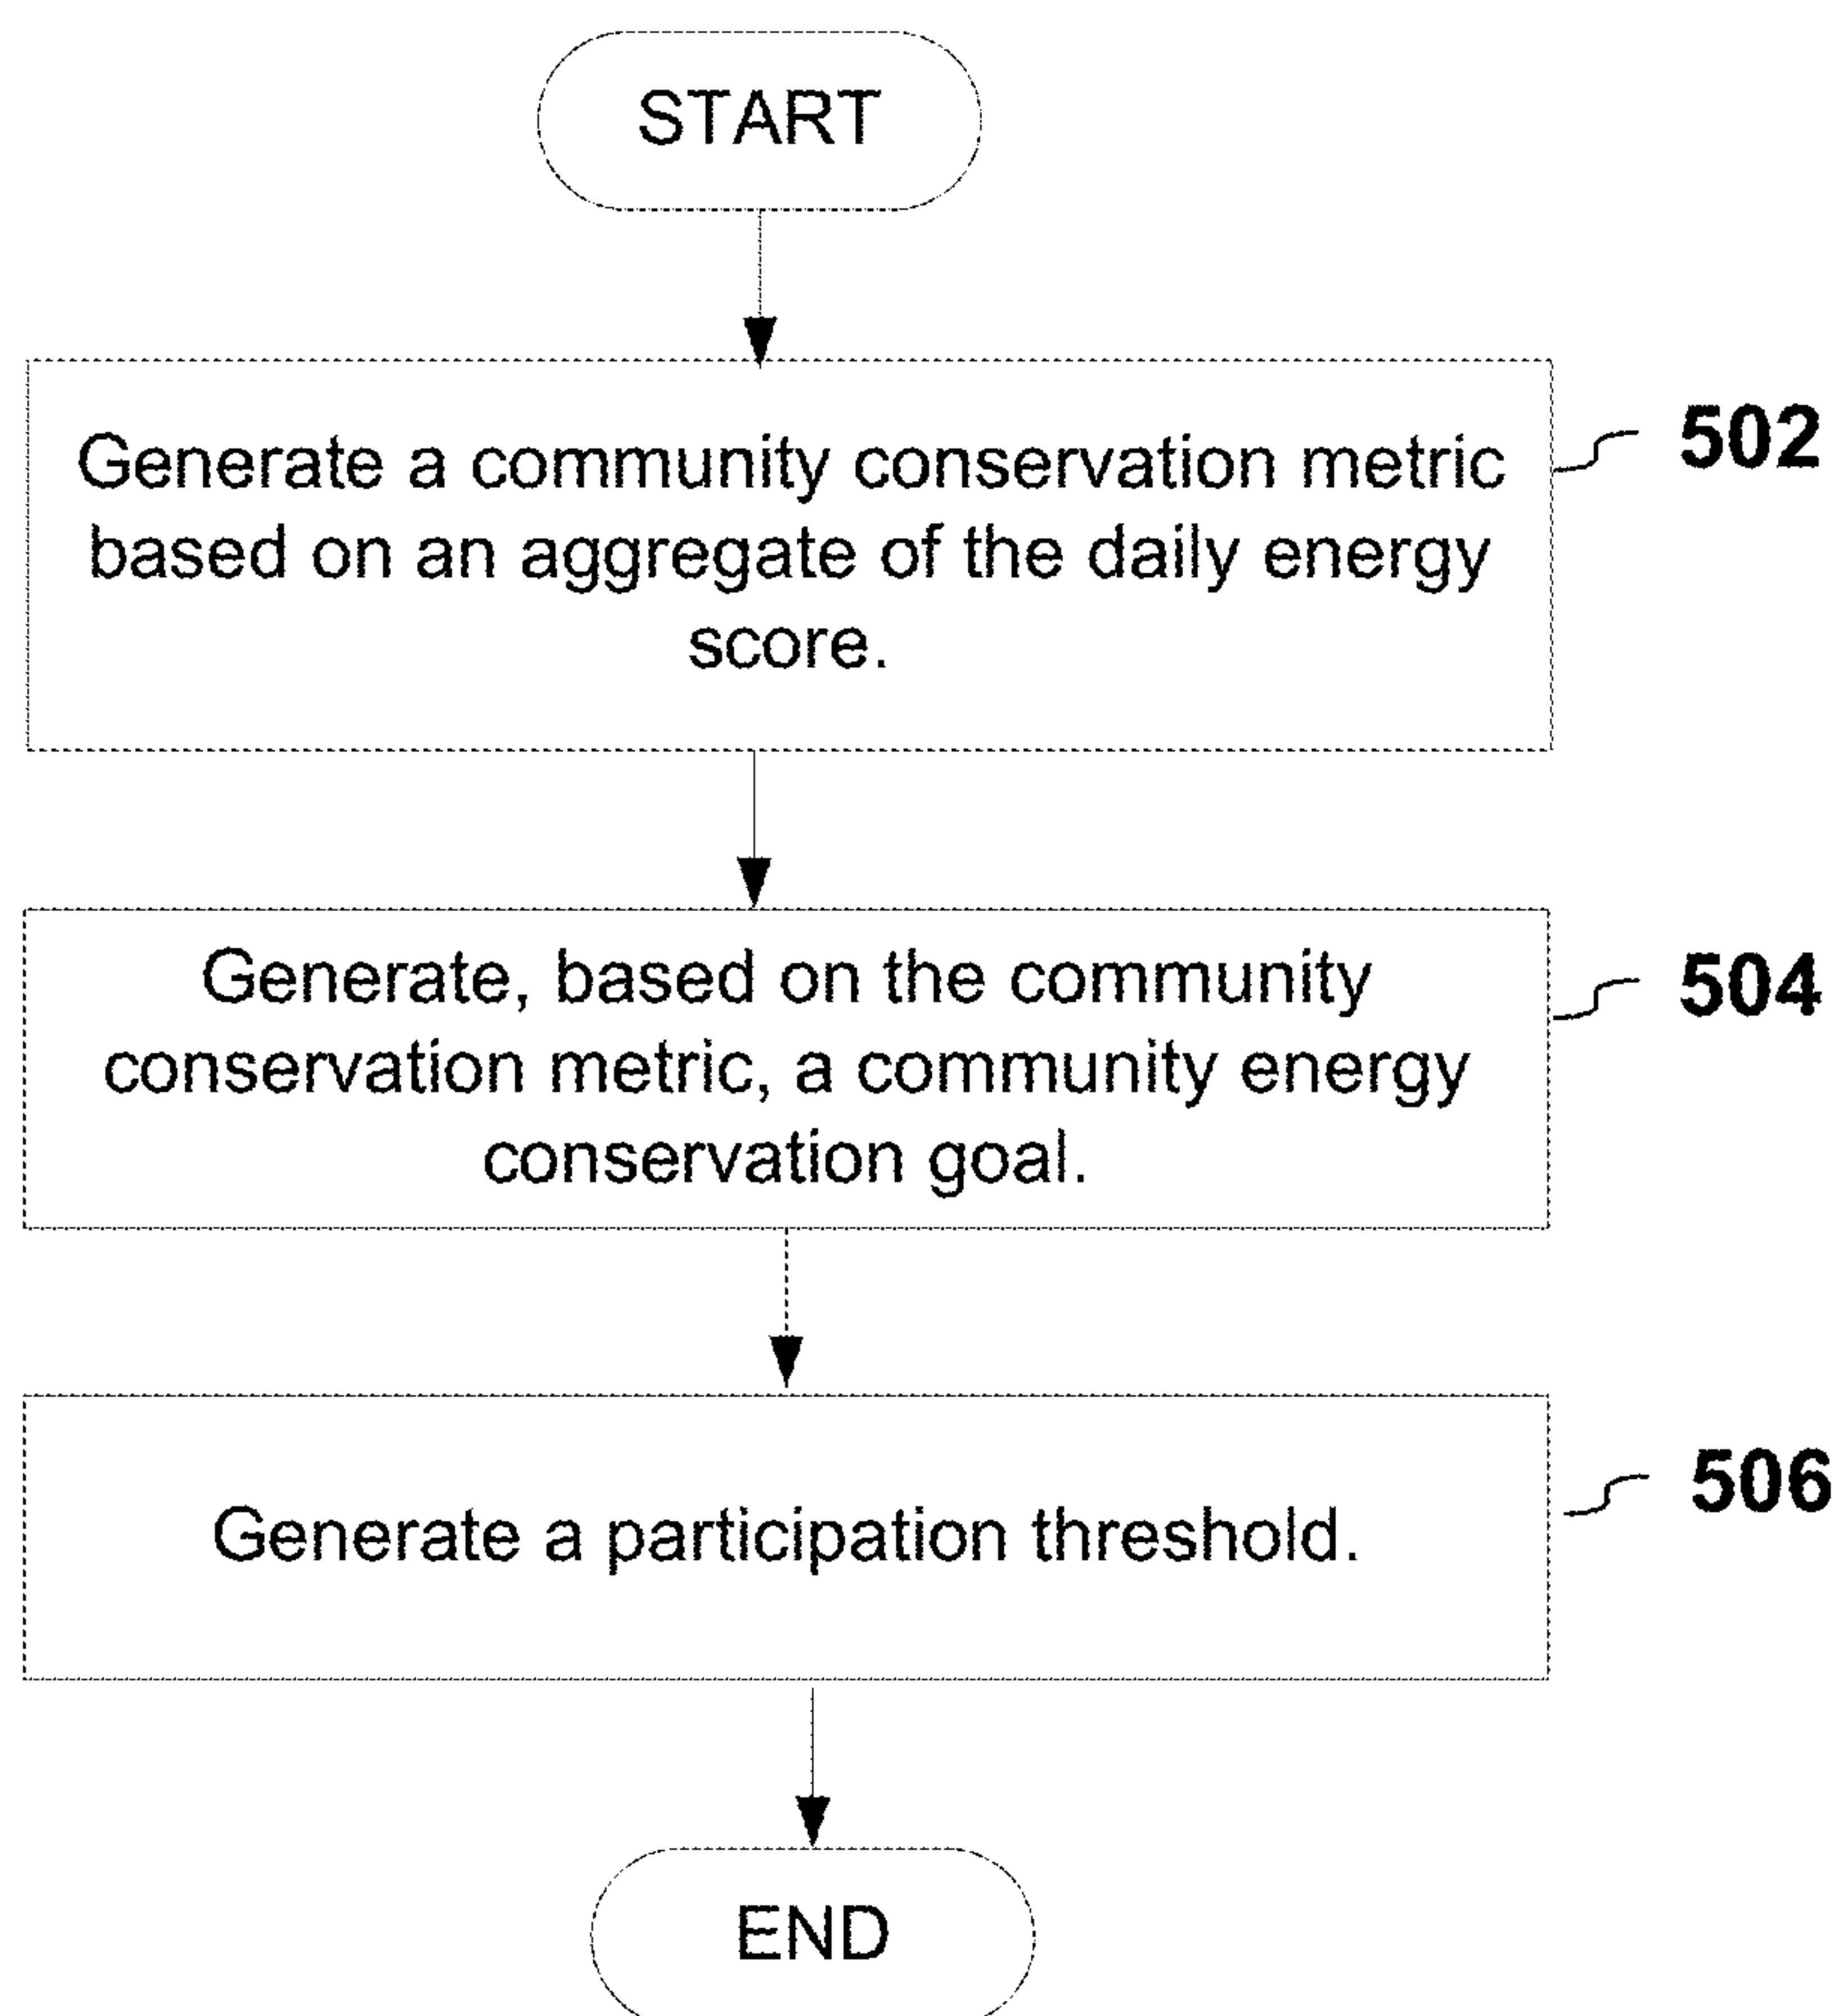 START
Generate a community conservation metric
502
based on an aggregate of the daily energy
score.
Generate, based on the community
504
conservation metric, a community energy
conservation goal.
Generate a participation threshold.
506
END